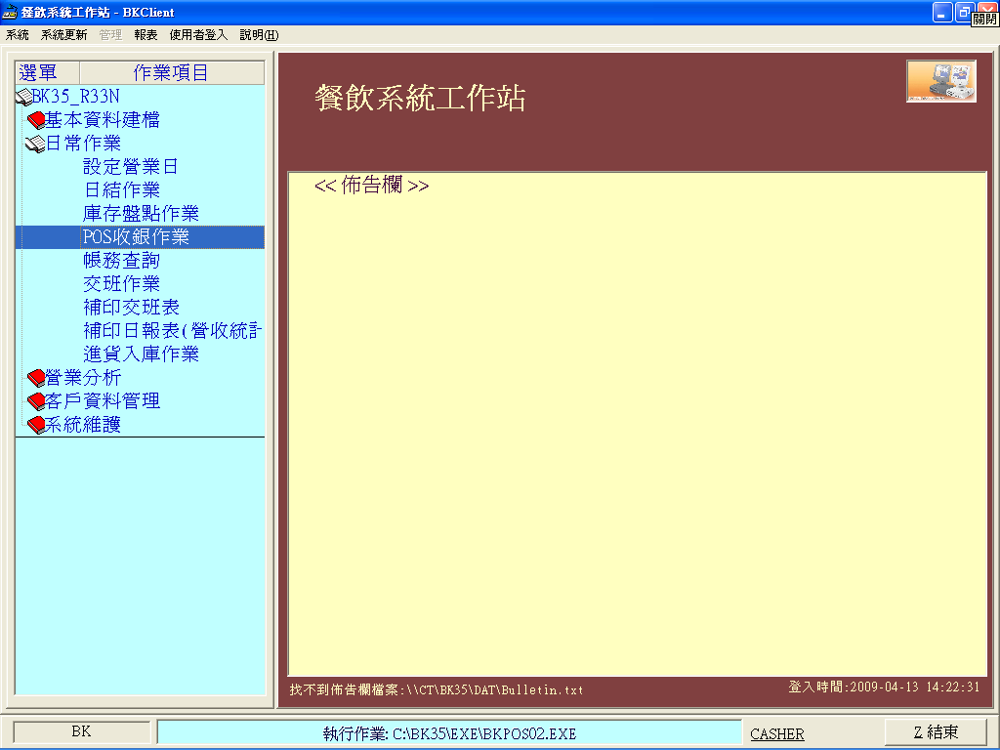 餐飲系統工作站 - BKClient
關閉
系統 系統更新 管理 報表 使用者登入 說明(H)
選單 作業項目
BK35_R33N
基本資料建檔
日常作業
設定營業日
日結作業
庫存盤點作業
POS收銀作業
帳務查詢
交班作業
補印交班表
補印日報表(營收統計
進貨入庫作業
營業分析
客戶資料管理
系統維護
餐飲系統工作站
<< 佈告欄 >>
找不到佈告欄檔案:\\CT\BK35\DAT\Bulletin.txt
登入時間:2009-04-13 14:22:31
BK
執行作業: C:\BK35\EXE\BKPOS02.EXE
CASHER
Z 結束